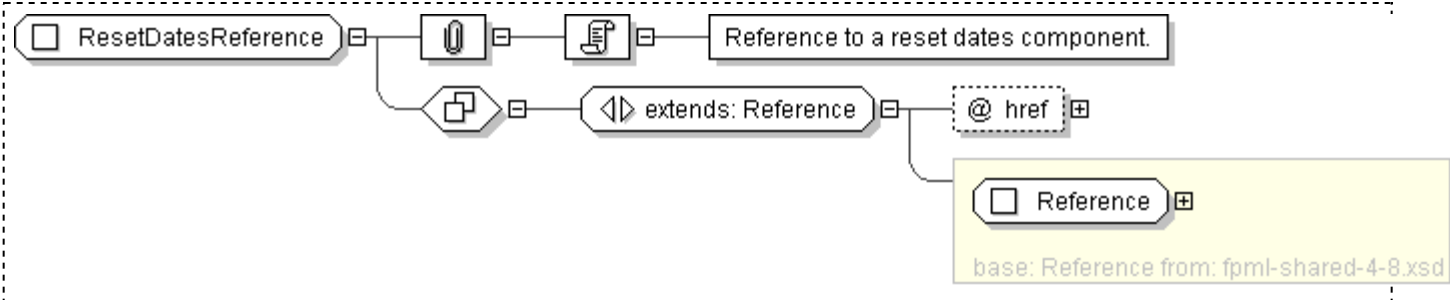 ResetDatesReference
Reference to a reset dates component.
extends: Reference
@ href
Reference
base: Reference from: fpml-shared-4-8.xsd